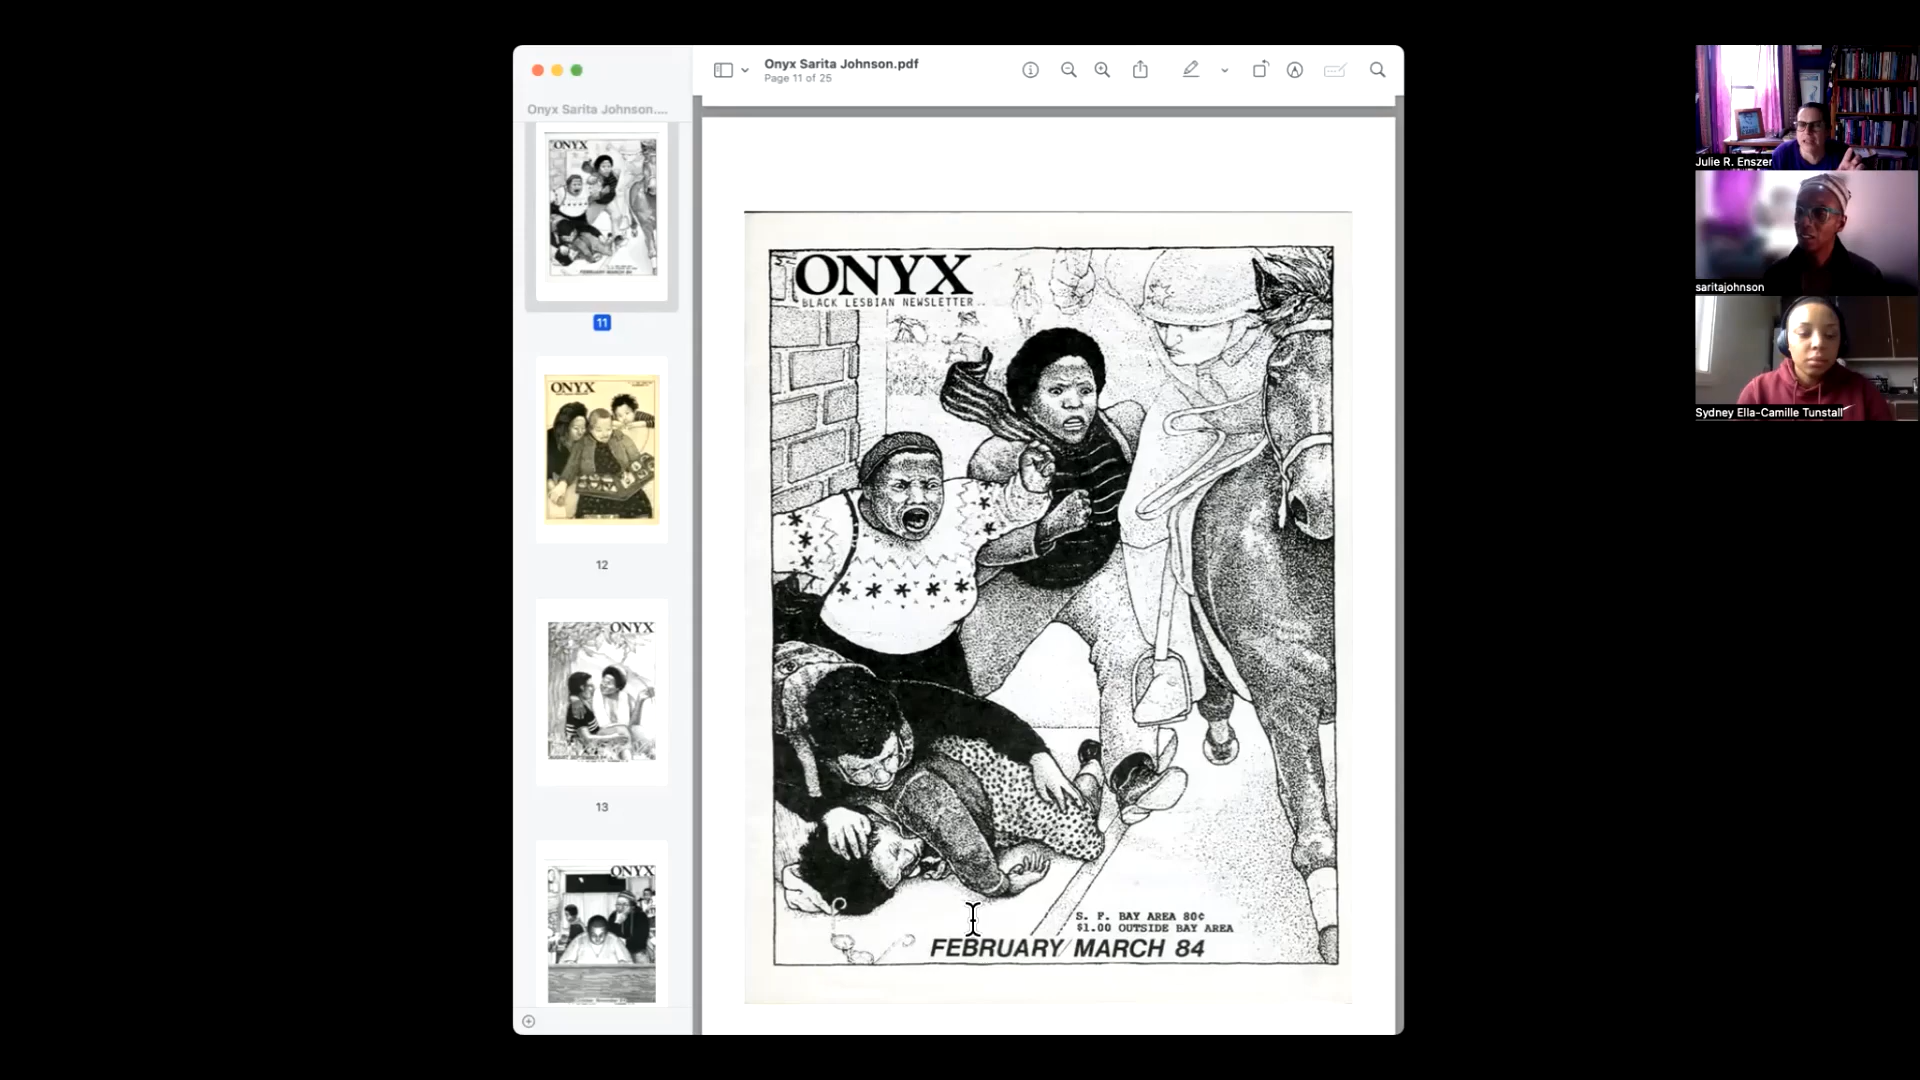 Onyx Sarita Johnson.pdf
Page 11 of 25
Onyx Sarita Johnson....
ONYX
11
ONYX
12
ONYX
13
ONYX
ONYX
BLACK LESBIAN NEWSLETTER
S. F. BAY AREA 80¢
$1.00 OUTSIDE BAY AREA
FEBRUARY/MARCH 84
Julie R. Enszer
saritajohnson
Sydney Ella-Camille Tunstall